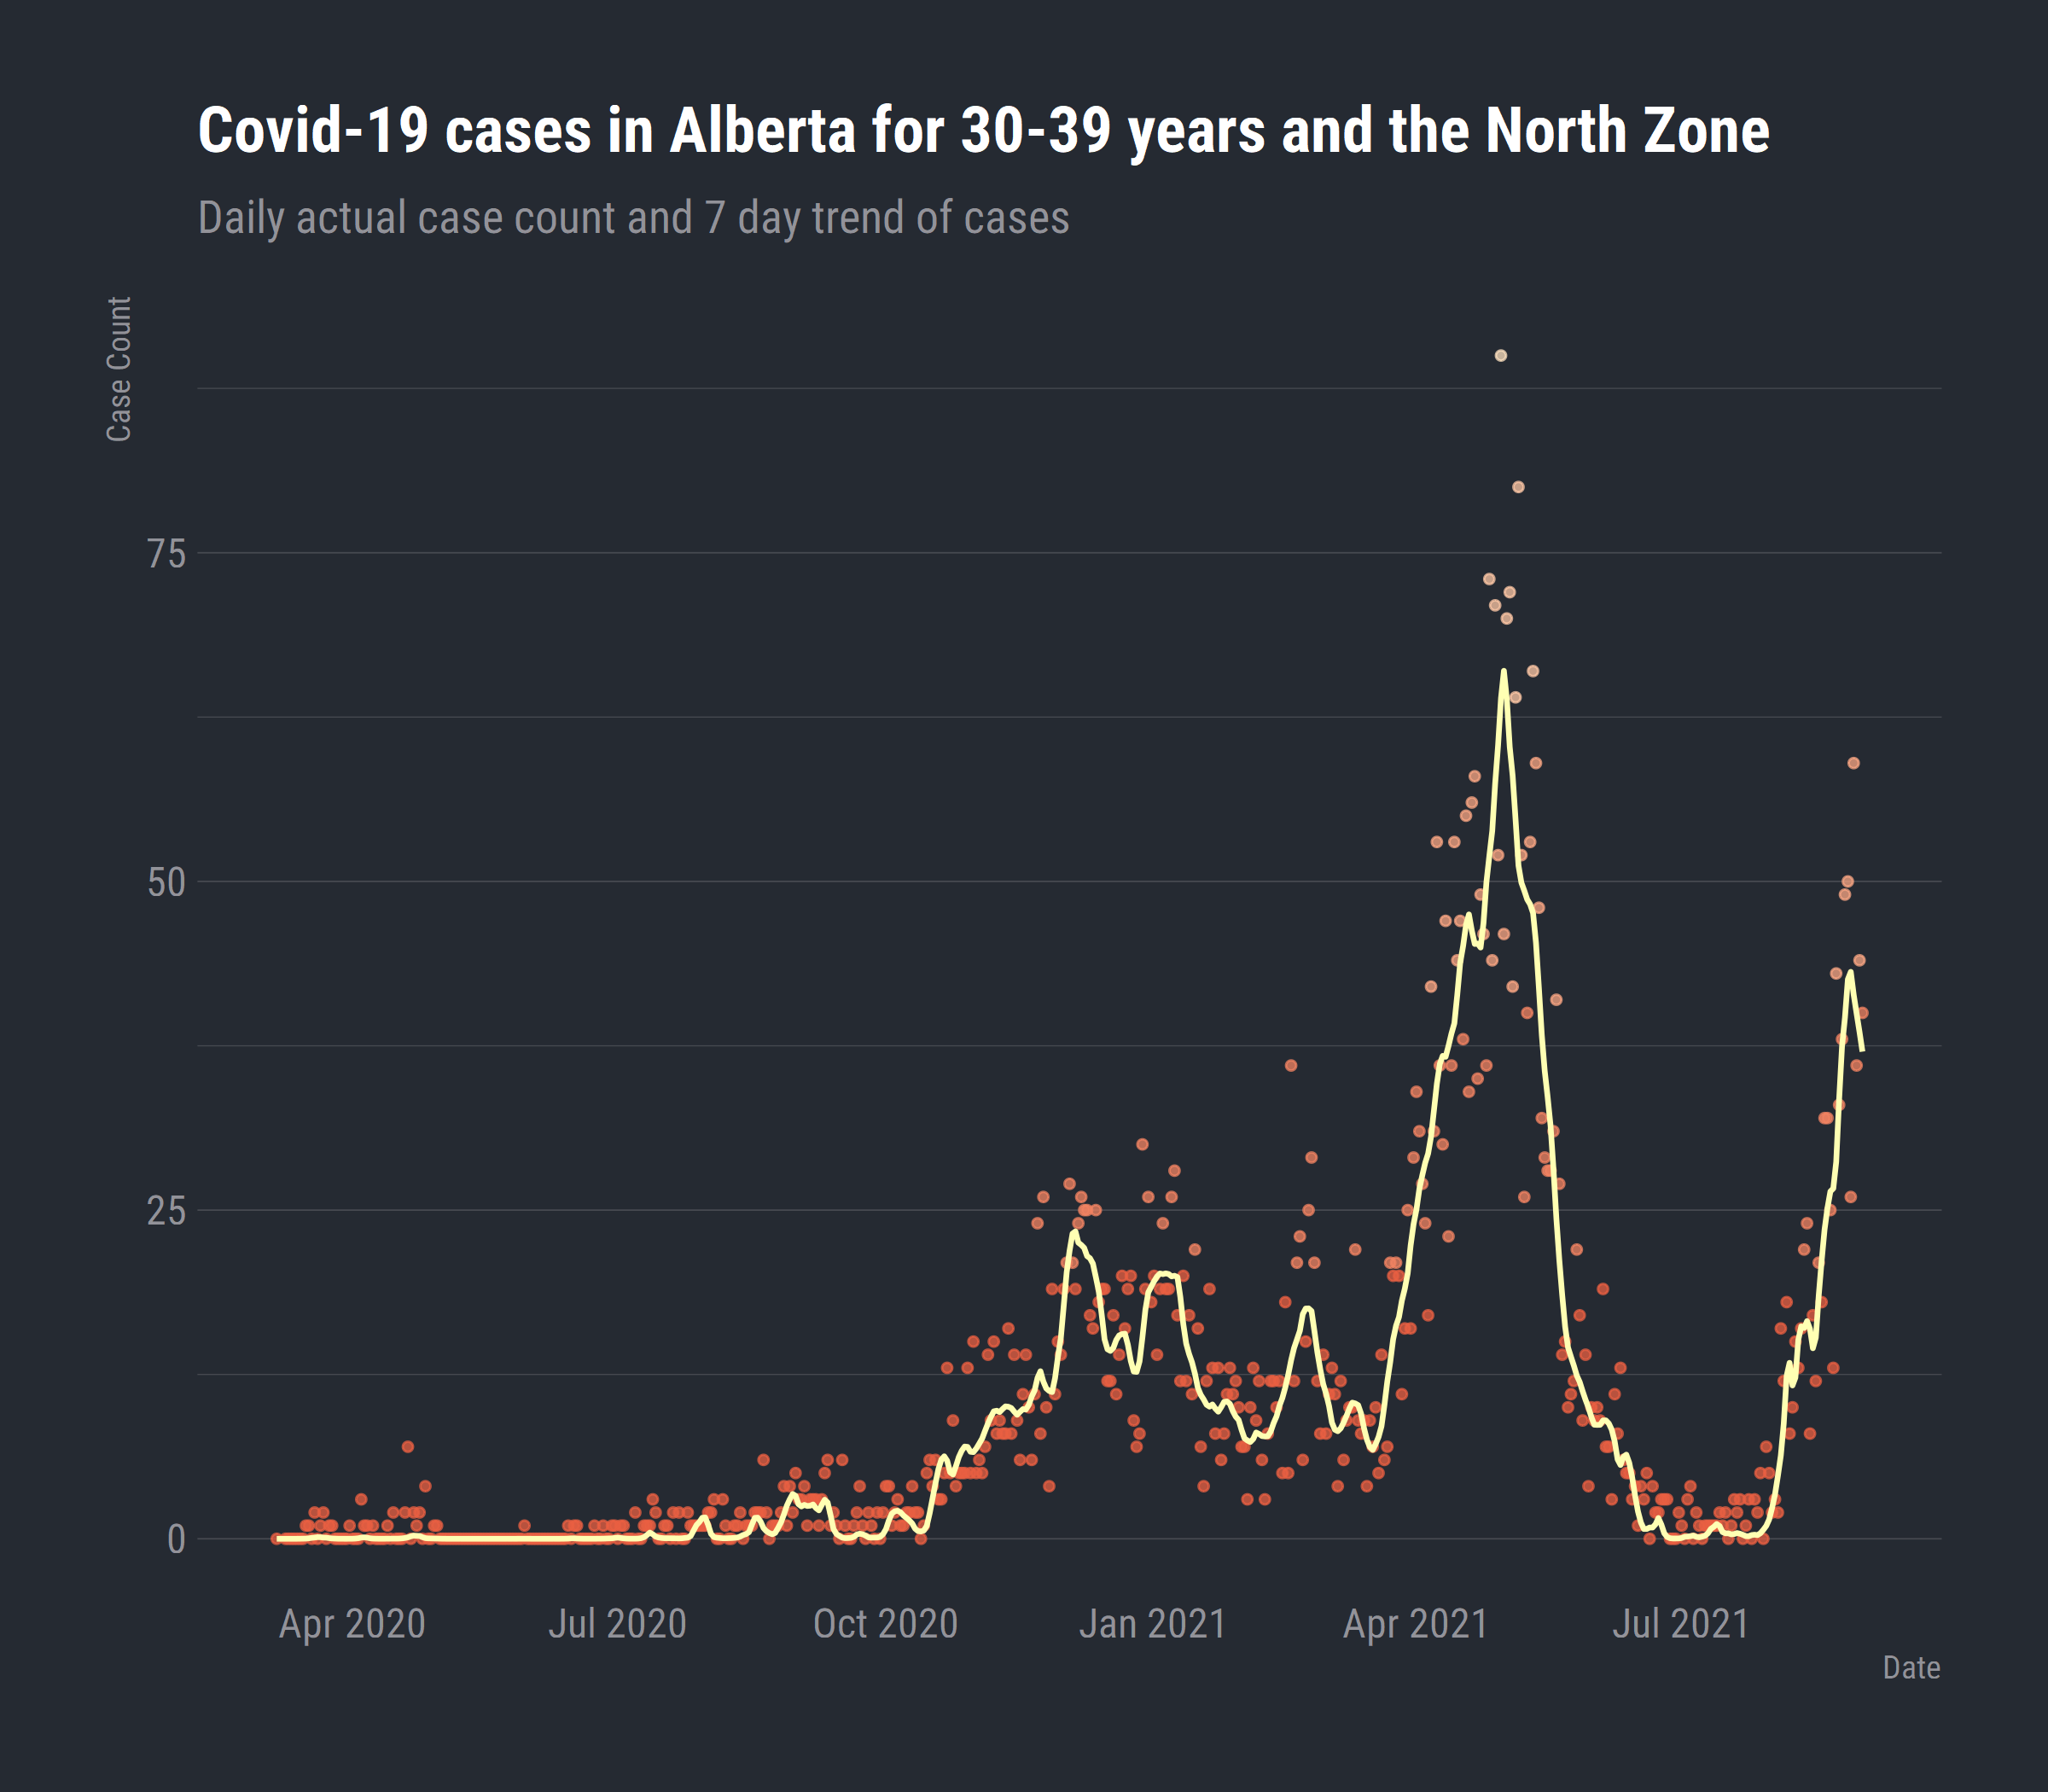 Covid-19 cases in Alberta for 30-39 years and the North Zone
Daily actual case count and 7 day trend of cases
Case Count
75
50
25
0
Apr 2020 Jul 2020 Oct 2020 Jan 2021 Apr 2021 Jul 2021
Date